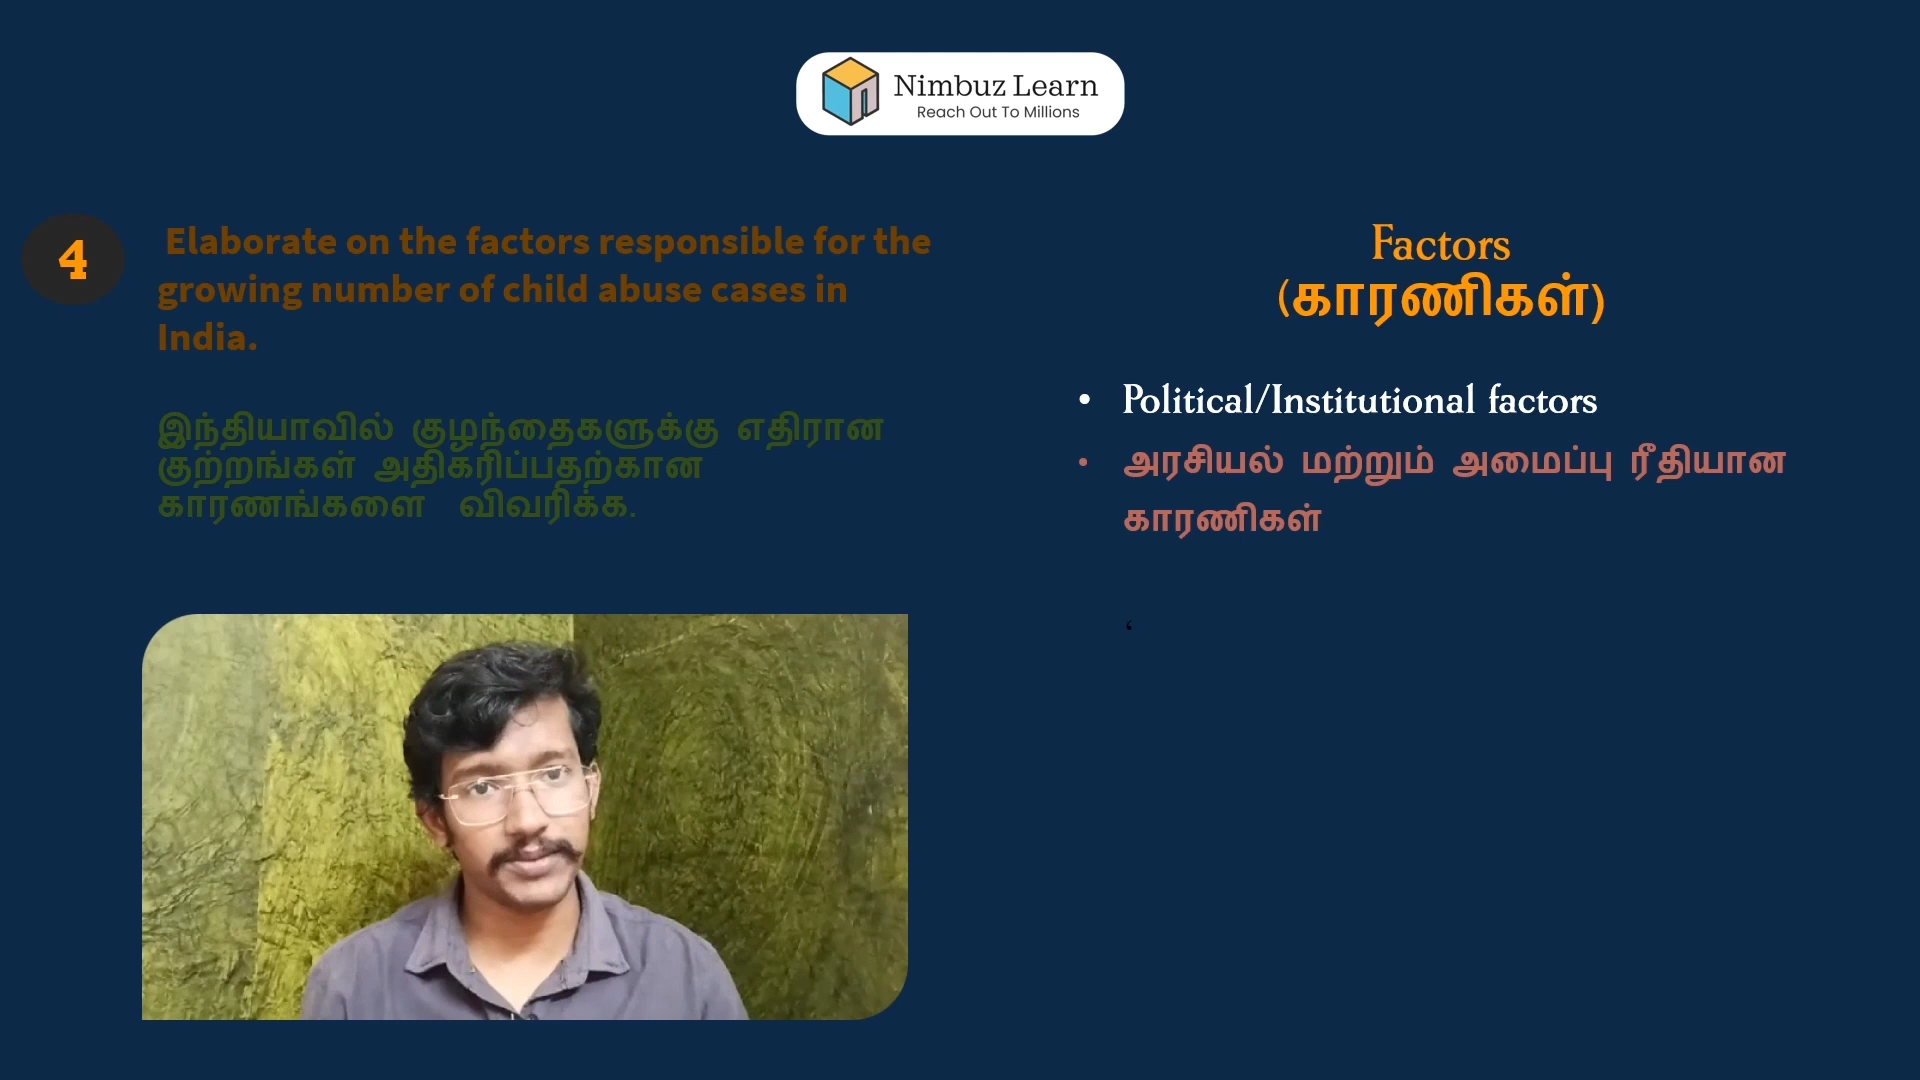 Nimbuz Learn
Reach Out To Millions
4
Elaborate on the factors responsible for the
growing number of child abuse cases in
India.
இந்தியாவில் குழந்தைகளுக்கு எதிரான
குற்றங்கள் அதிகரிப்பதற்கான
காரணங்களை விவரிக்க.
Factors
(காரணிகள்)
• Political/Institutional factors
• அரசியல் மற்றும் அமைப்பு ரீதியான
காரணிகள்
‘